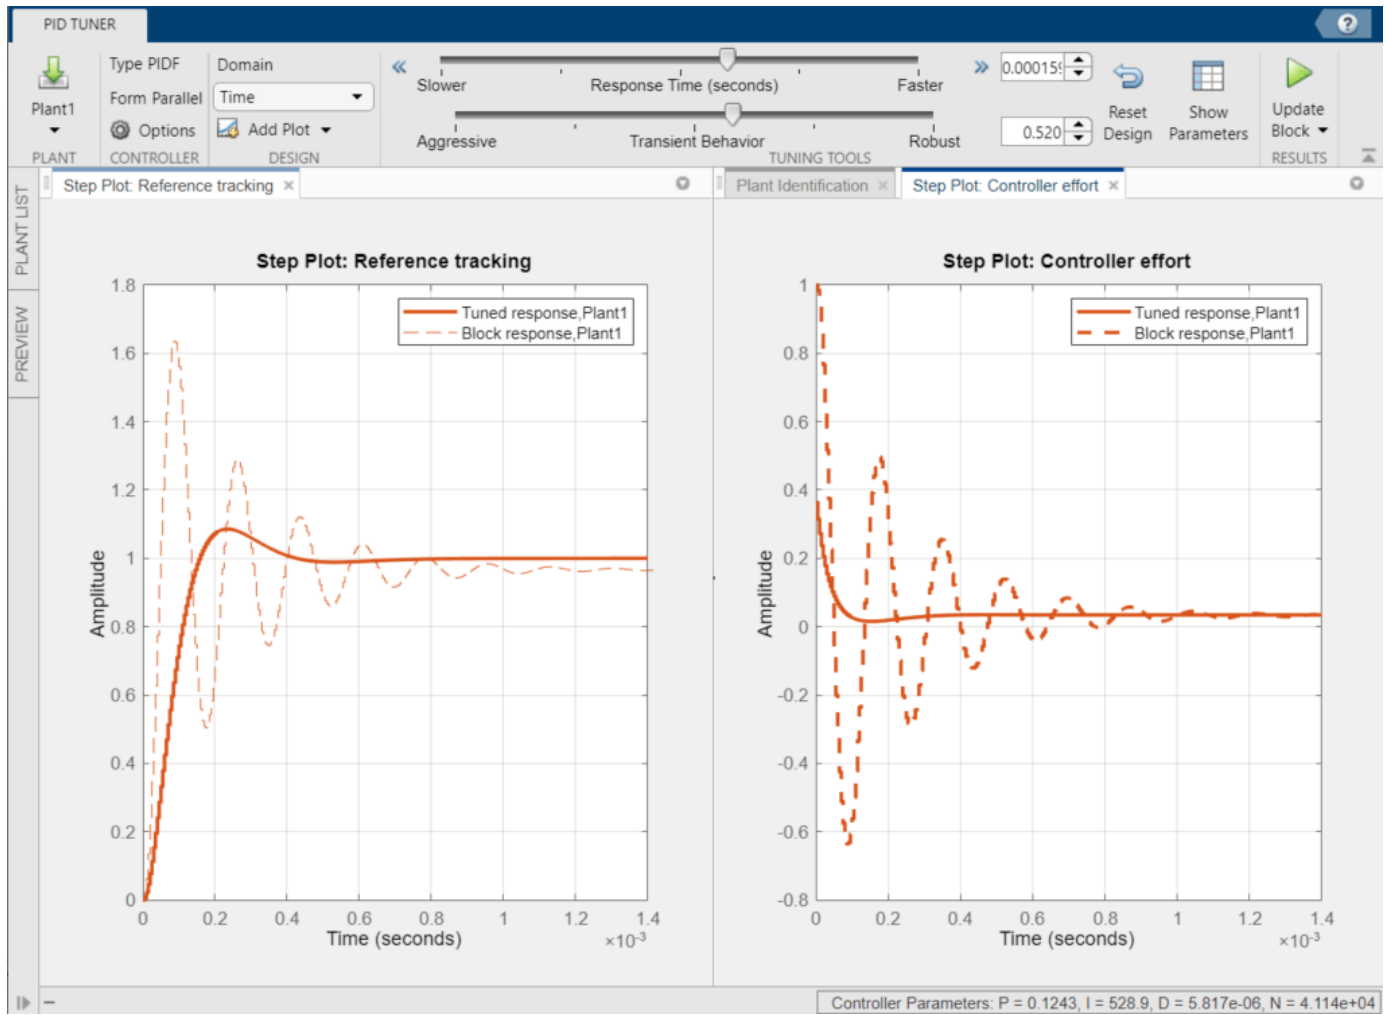 PID TUNER
?
Plant1
PLANT
Type PIDF
Form Parallel
Options
CONTROLLER
Domain
Time
Add Plot
DESIGN
Slower
Response Time (seconds)
Faster
Aggressive
Transient Behavior
Robust
0.00015
0.520
TUNING TOOLS
Reset
Design
Show
Parameters
Update
Block
RESULTS
PLANT LIST
PREVIEW
Step Plot: Reference tracking ×
Step Plot: Reference tracking
Tuned response,Plant1
Block response,Plant1
Amplitude
1.8
1.6
1.4
1.2
1
0.8
0.6
0.4
0.2
0
0 0.2 0.4 0.6 0.8 1 1.2 1.4
Time (seconds)
×10-3
Plant Identification ×
Step Plot: Controller effort ×
Step Plot: Controller effort
Tuned response,Plant1
Block response,Plant1
Amplitude
1
0.8
0.6
0.4
0.2
0
-0.2
-0.4
-0.6
-0.8
0 0.2 0.4 0.6 0.8 1 1.2 1.4
Time (seconds)
×10-3
Controller Parameters: P = 0.1243, I = 528.9, D = 5.817e-06, N = 4.114e+04